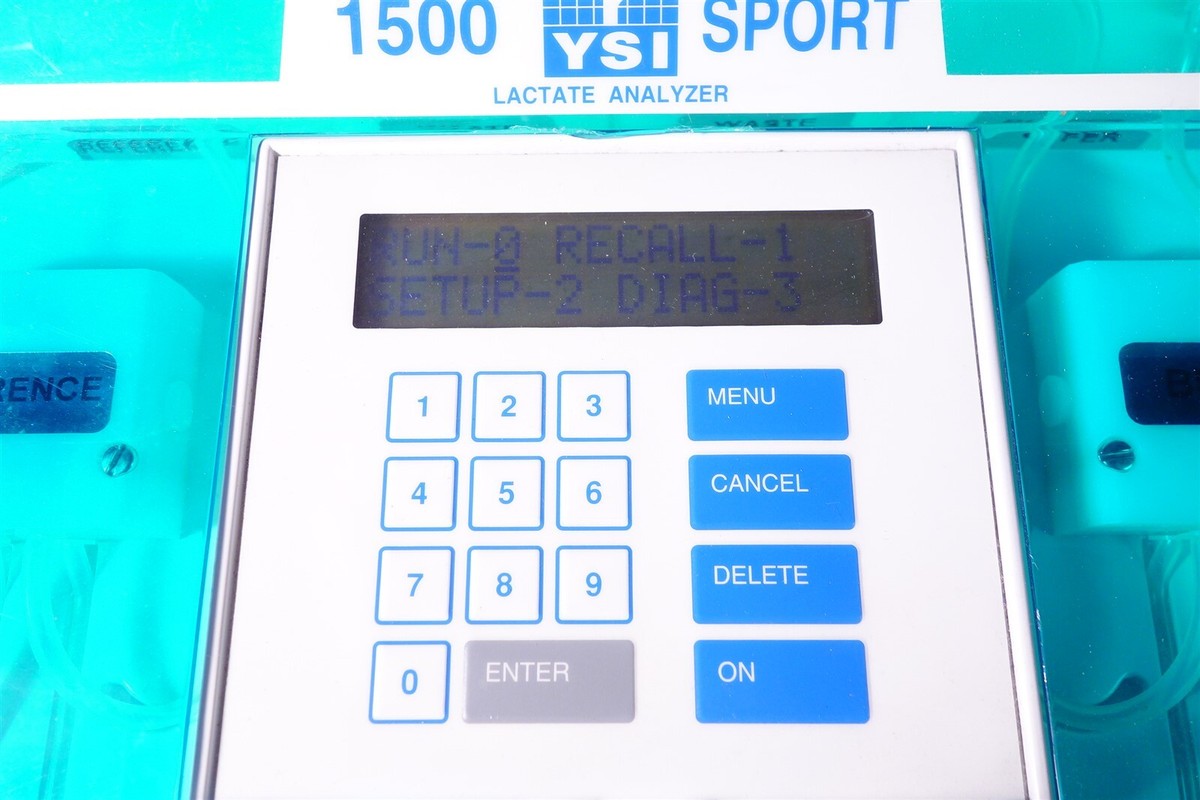 1500 YSI SPORT
LACTATE ANALYZER
WASTE
RUN-0 RECALL-1
SETUP-2 DIAG-3
RENCE
1 2 3 MENU
4 5 6 CANCEL
7 8 9 DELETE
0 ENTER ON